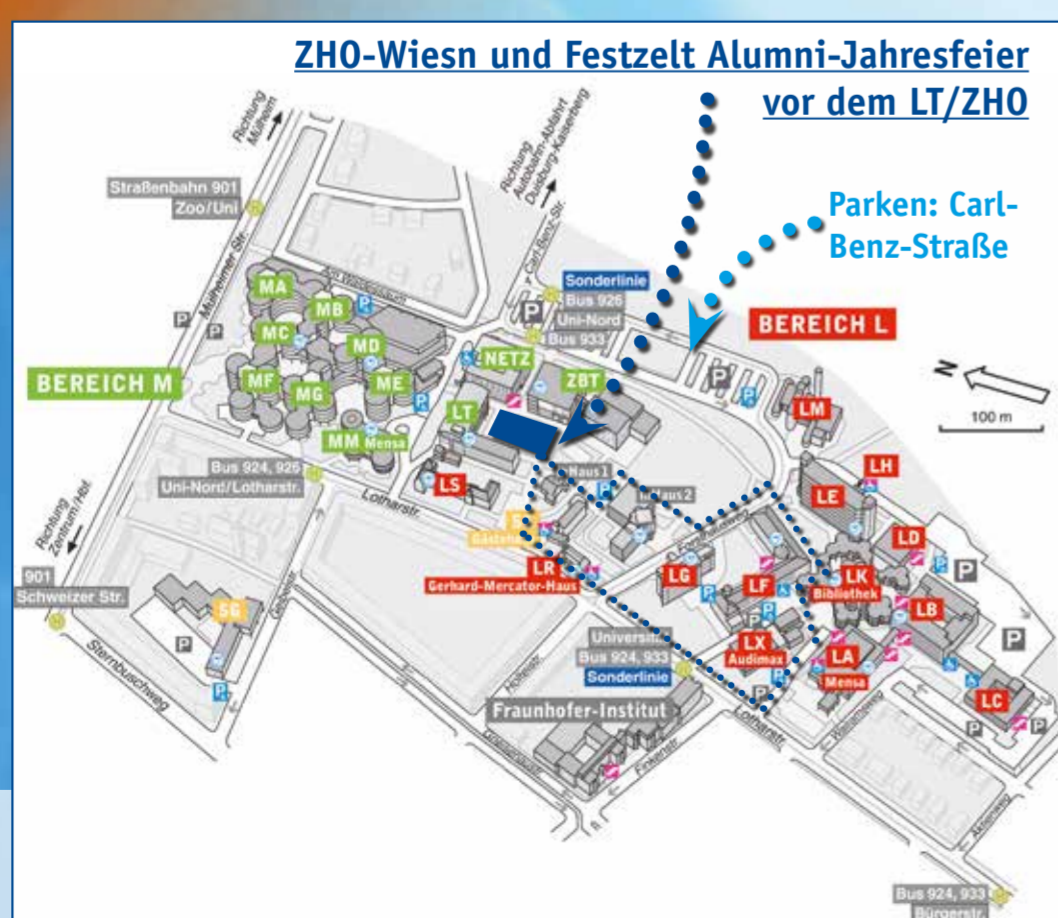 ZHO-Wiesn und Festzelt Alumni-Jahresfeier
vor dem LT/ZHO
Richtung
Mülheim
Richtung
Autobahn-Abfahrt
Duisburg-Kaiserberg
Straßenbahn 901
Zoo/Uni
Parken: Carl-
Benz-Straße
Mülheimer Str.
Carl-Benz-Str.
Sonderlinie
Bus 926
Uni-Nord
Bus 933
BEREICH L
BEREICH M
MA
MB
MC
MD
MF
MG
ME
MM Mensa
NETZ
ZBT
LT
LS
N
100 m
LM
LH
LE
LD
Bus 924, 926
Uni-Nord/Lotharstr.
Lotharstr.
Haus 1
Haus 2
Richtung
Zentrum/Hbf.
901
Schweizer Str.
SG
Geibelstr.
Sternbuschweg
LR
Gerhard-Mercator-Haus
LG
LF
LK
Bibliothek
LB
LX
Audimax
LA
Mensa
LC
Bus 924, 933
Sonderlinie
Fraunhofer-Institut
Finkenstr.
Lotharstr.
Aktienweg
Bus 924, 933
Bürgerstr.